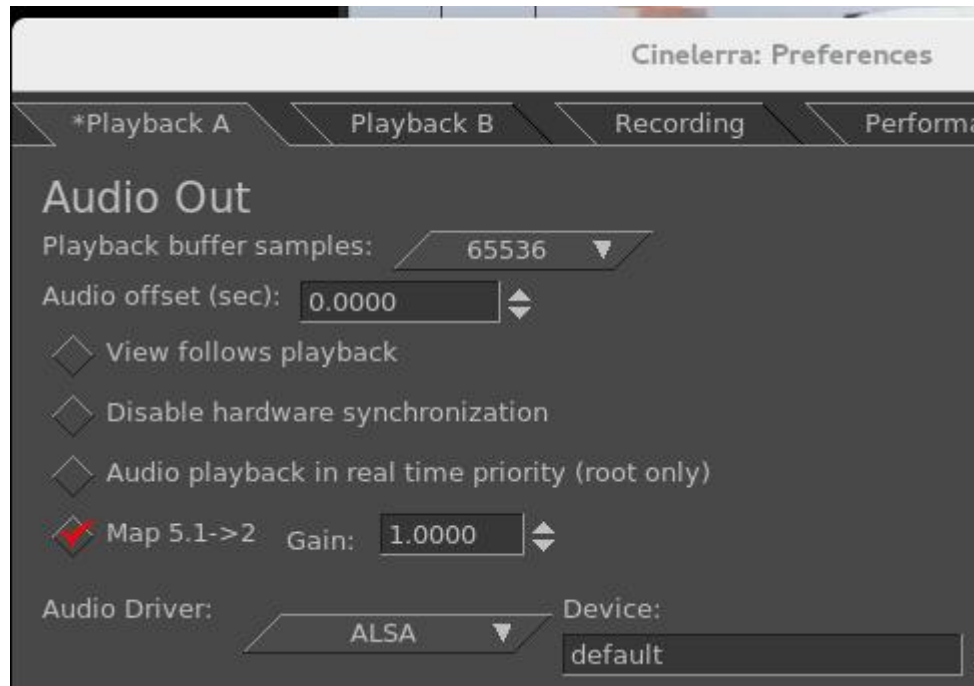 Cinelerra: Preferences
*Playback A Playback B Recording
Audio Out
Playback buffer samples: 65536
Audio offset (sec): 0.0000
View follows playback
Disable hardware synchronization
Audio playback in real time priority (root only)
Map 5.1->2 Gain: 1.0000
Audio Driver: ALSA Device:
default